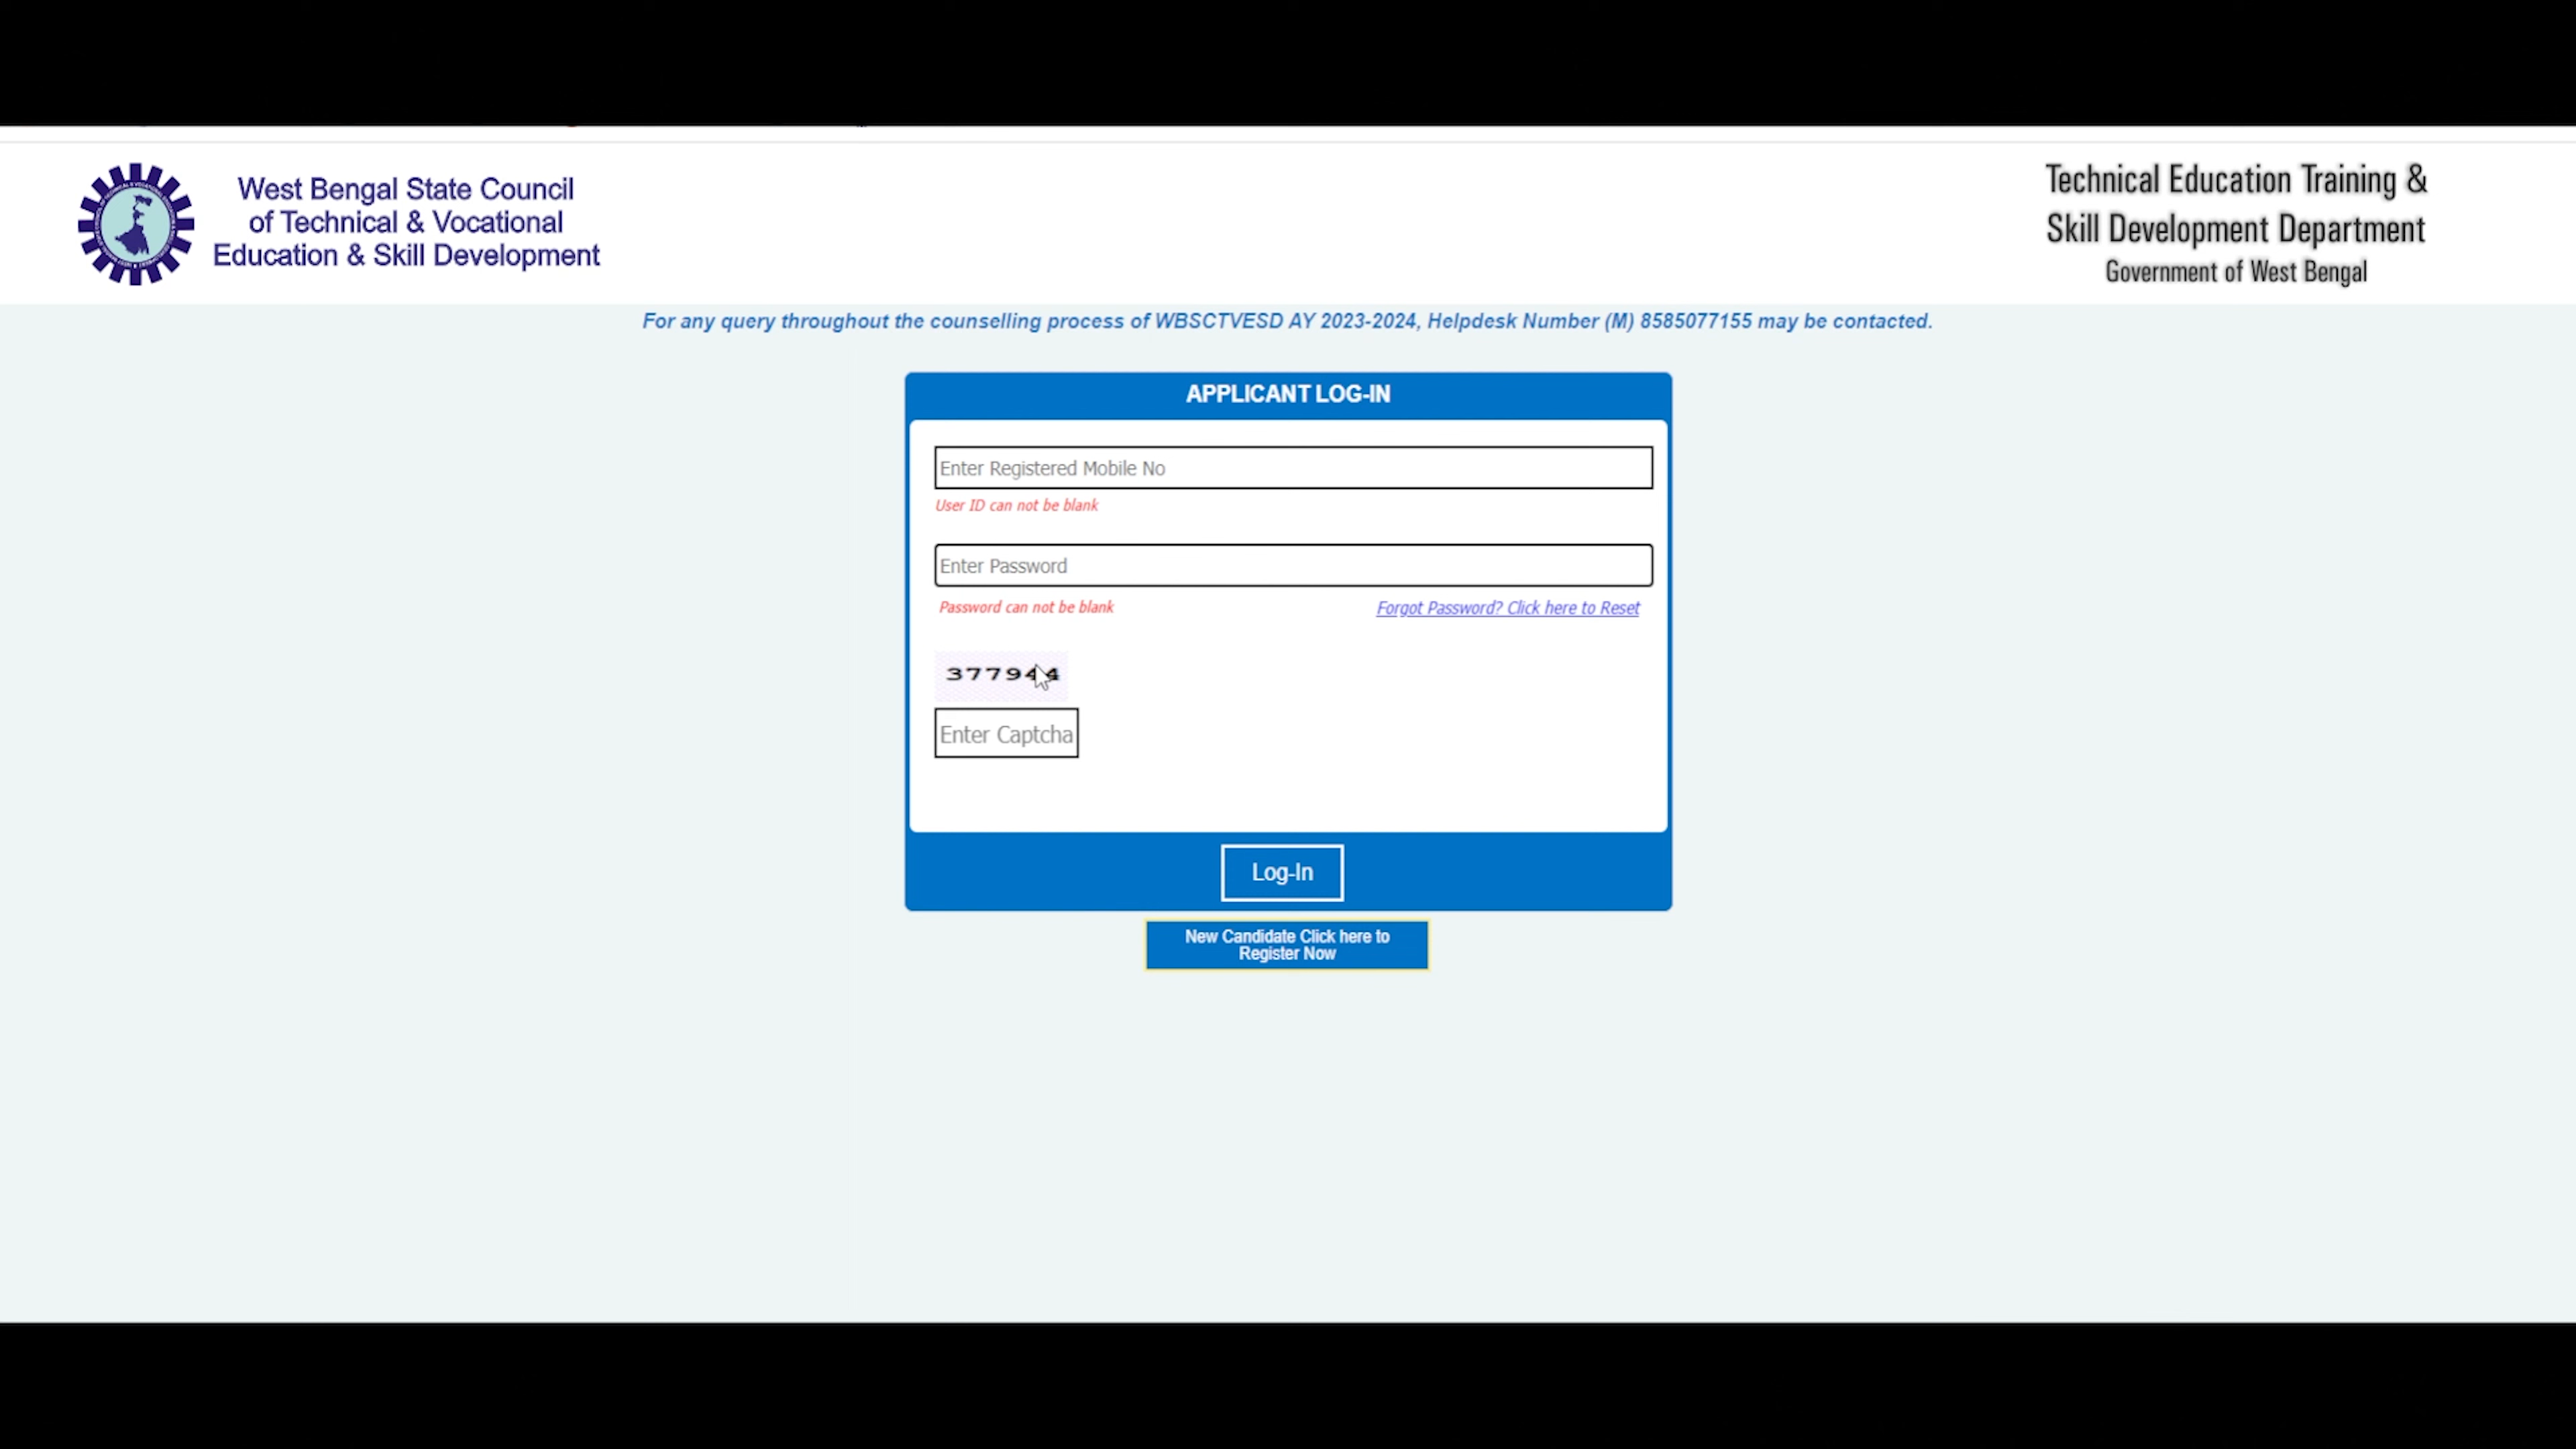 West Bengal State Council
of Technical & Vocational
Education & Skill Development
Technical Education Training &
Skill Development Department
Government of West Bengal
For any query throughout the counselling process of WBSCTVESD AY 2023-2024, Helpdesk Number (M) 8585077155 may be contacted.
APPLICANT LOG-IN
Enter Registered Mobile No
User ID can not be blank
Enter Password
Password can not be blank
Forgot Password? Click here to Reset
377944
Enter Captcha
Log-In
New Candidate Click here to
Register Now